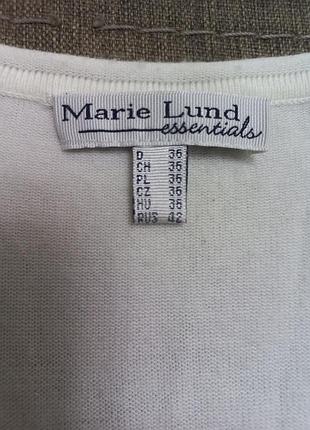 Marie Lund
essentials
D 36
CH 36
PL 36
CZ 36
HU 36
RUS 42